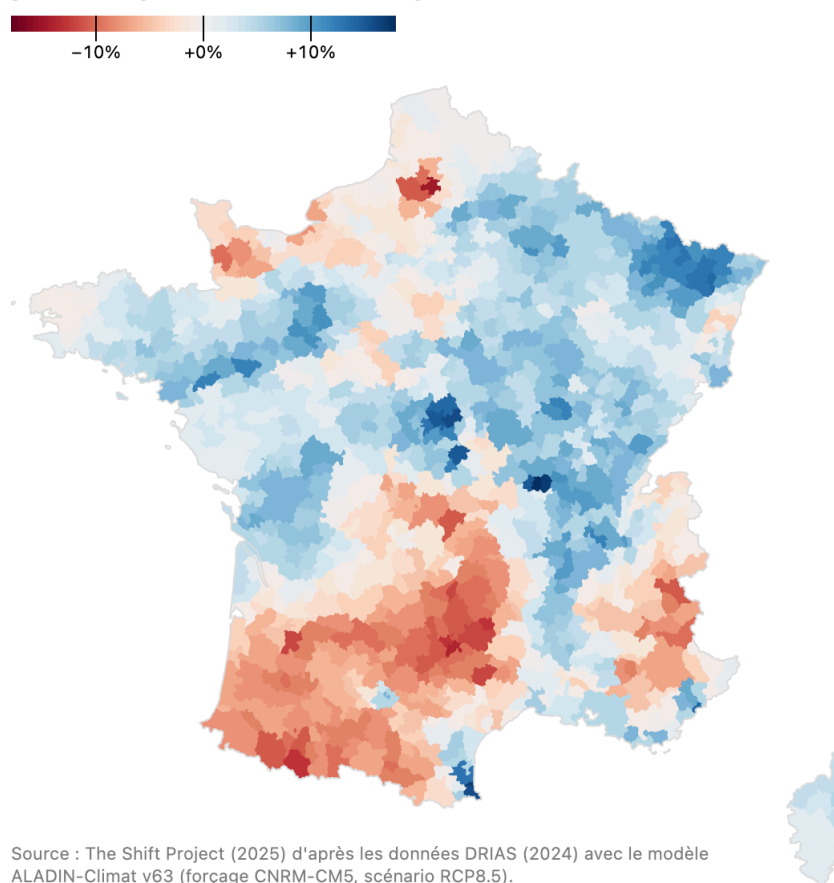 −10%
+0%
+10%
Source : The Shift Project (2025) d'après les données DRIAS (2024) avec le modèle
ALADIN-Climat v63 (forçage CNRM-CM5, scénario RCP8.5).